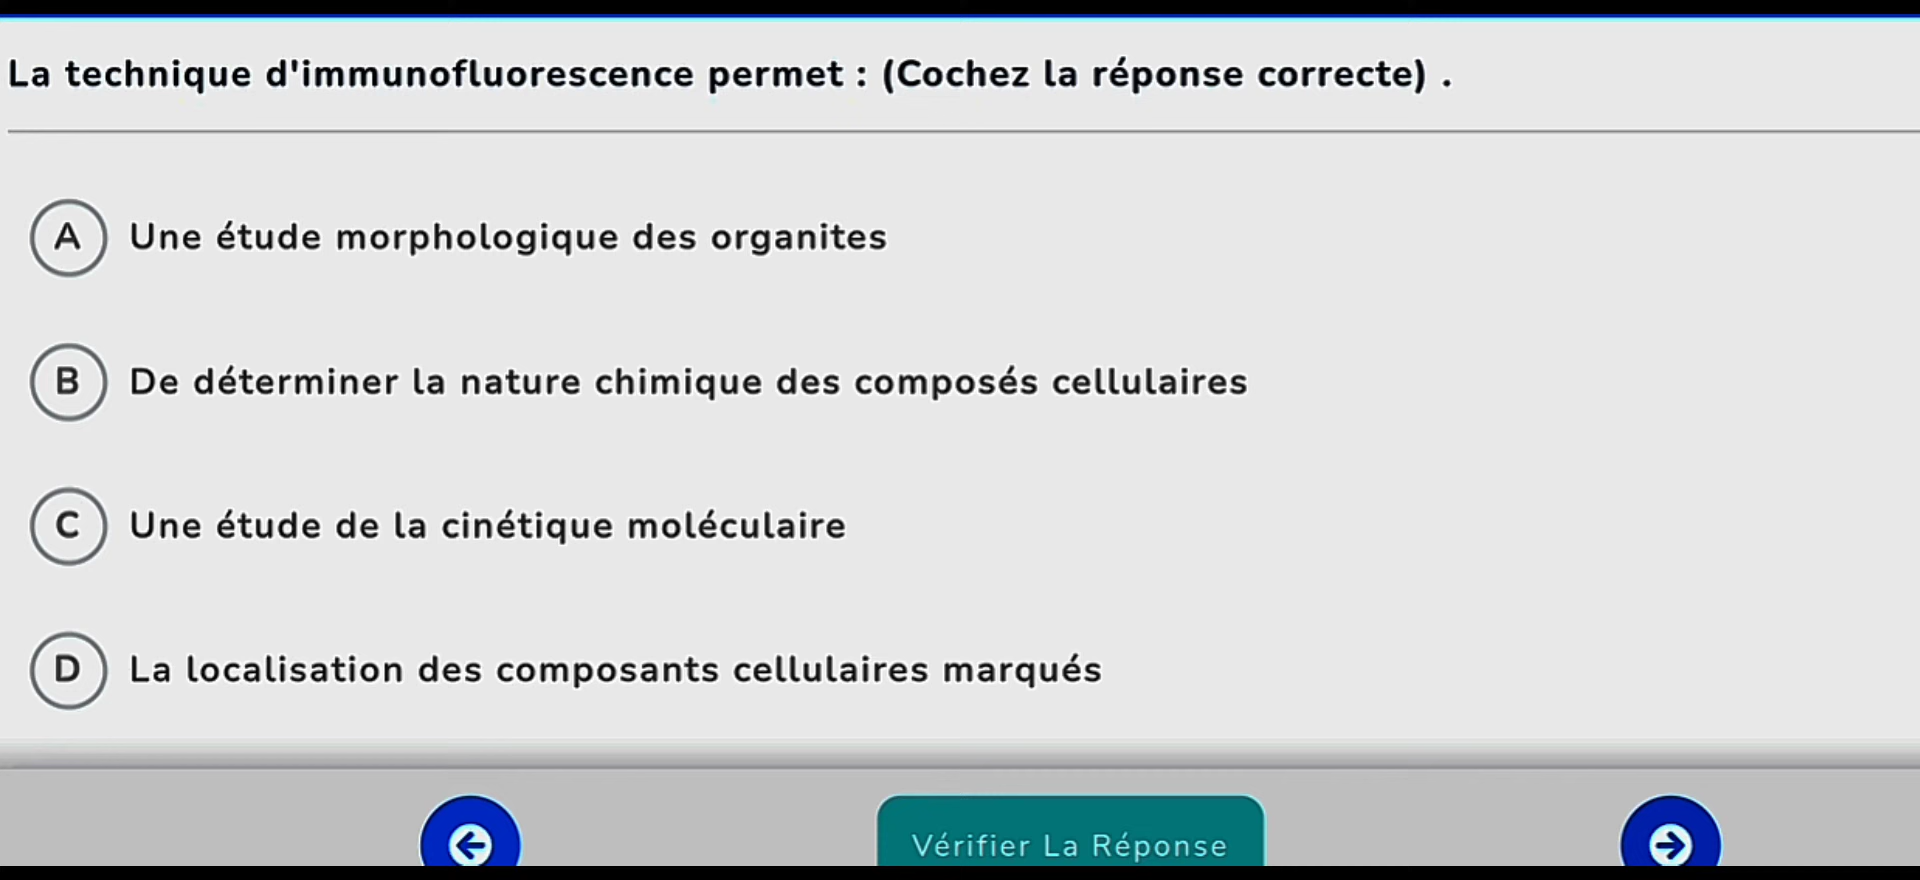 La technique d'immunofluorescence permet : (Cochez la réponse correcte) .
A Une étude morphologique des organites
B De déterminer la nature chimique des composés cellulaires
C Une étude de la cinétique moléculaire
D La localisation des composants cellulaires marqués
Vérifier La Réponse